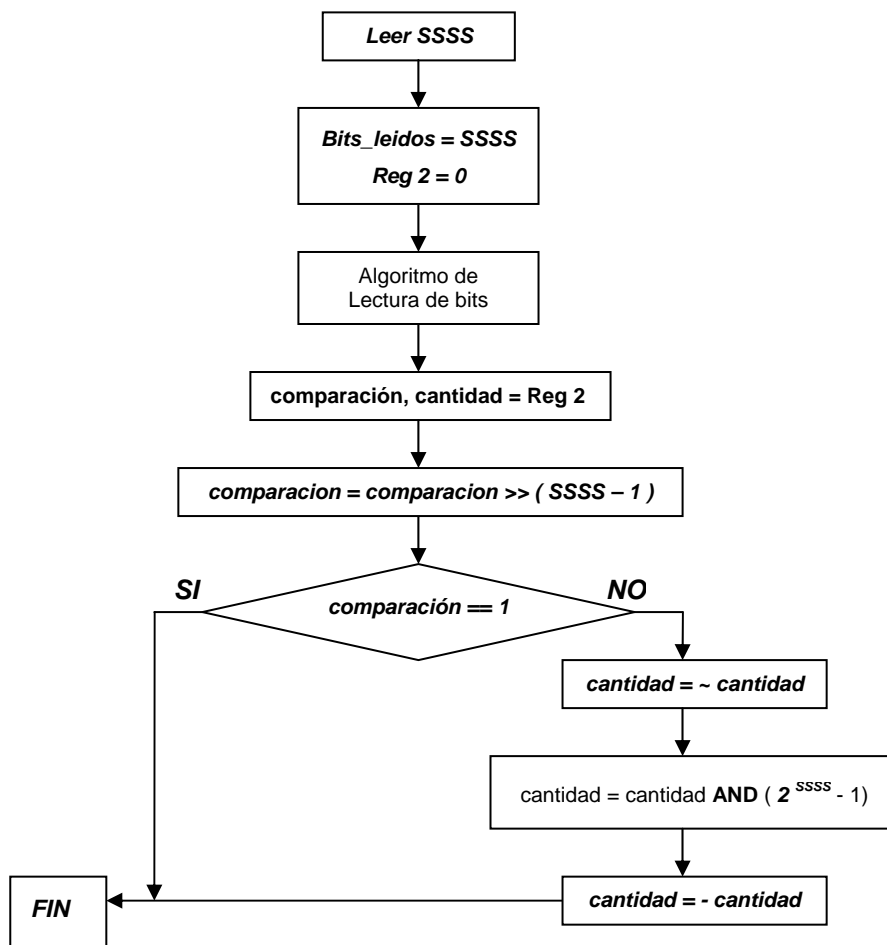 Leer SSSS
Bits_leidos = SSSS
Reg 2 = 0
Algoritmo de
Lectura de bits
comparación, cantidad = Reg 2
comparacion = comparacion >> ( SSSS – 1 )
SI
NO
comparación == 1
cantidad = ~ cantidad
cantidad = cantidad AND ( 2 ^SSSS - 1)
cantidad = - cantidad
FIN